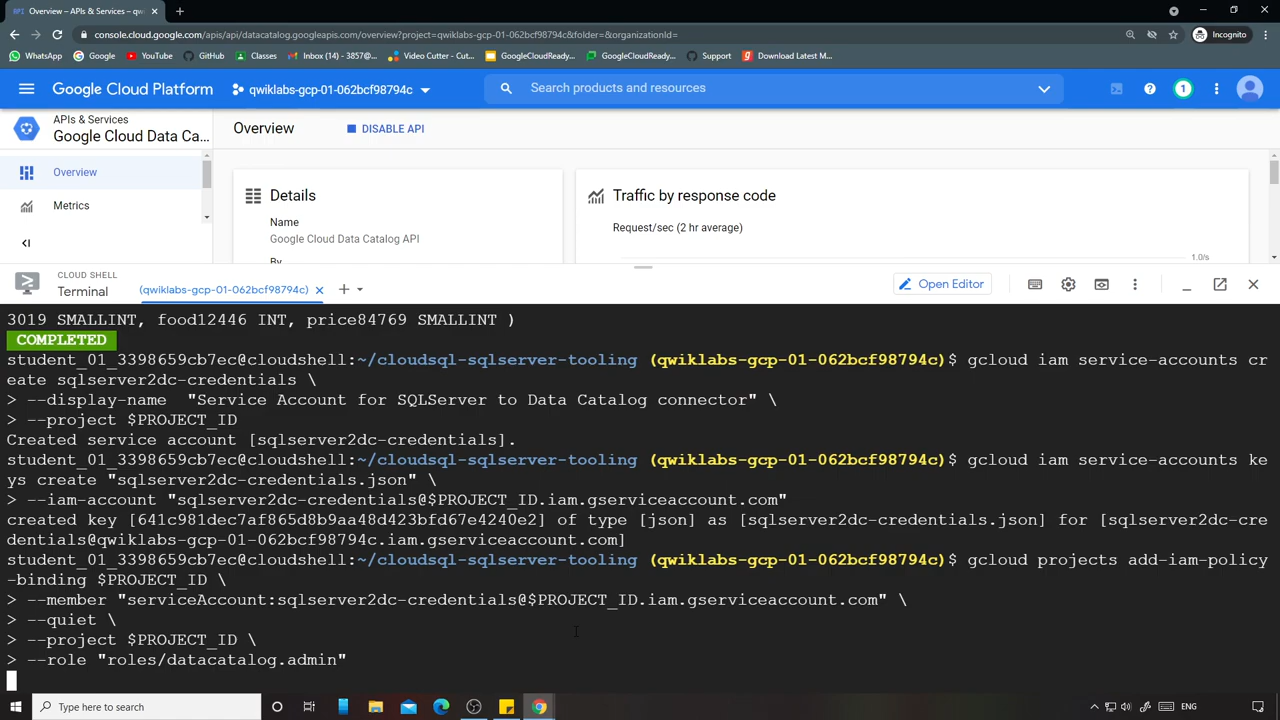 Overview – APIs & Services – qwi
console.cloud.google.com/apis/api/datacatalog.googleapis.com/overview?project=qwiklabs-gcp-01-062bcf98794c&folder=&organizationId=
Incognito
WhatsApp
Google
YouTube
GitHub
Classes
Inbox (14) - 3857@...
Video Cutter - Cut...
GoogleCloudReady...
GoogleCloudReady...
Support
Download Latest M...
Google Cloud Platform
qwiklabs-gcp-01-062bcf98794c
Search products and resources
1
APIs & Services
Google Cloud Data Ca...
Overview
DISABLE API
Overview
Metrics
Details
Name
Google Cloud Data Catalog API
By
Traffic by response code
Request/sec (2 hr average)
1.0/s
CLOUD SHELL
Terminal
(qwiklabs-gcp-01-062bcf98794c)
Open Editor
3019 SMALLINT, food12446 INT, price84769 SMALLINT )
COMPLETED
student_01_3398659cb7ec@cloudshell:~/cloudsql-sqlserver-tooling (qwiklabs-gcp-01-062bcf98794c)$ gcloud iam service-accounts cr
eate sqlserver2dc-credentials \
> --display-name  "Service Account for SQLServer to Data Catalog connector" \
> --project $PROJECT_ID
Created service account [sqlserver2dc-credentials].
student_01_3398659cb7ec@cloudshell:~/cloudsql-sqlserver-tooling (qwiklabs-gcp-01-062bcf98794c)$ gcloud iam service-accounts ke
ys create "sqlserver2dc-credentials.json" \
> --iam-account "sqlserver2dc-credentials@$PROJECT_ID.iam.gserviceaccount.com"
created key [641c981dec7af865d8b9aa48d423bfd67e4240e2] of type [json] as [sqlserver2dc-credentials.json] for [sqlserver2dc-cre
dentials@qwiklabs-gcp-01-062bcf98794c.iam.gserviceaccount.com]
student_01_3398659cb7ec@cloudshell:~/cloudsql-sqlserver-tooling (qwiklabs-gcp-01-062bcf98794c)$ gcloud projects add-iam-policy
-binding $PROJECT_ID \
> --member "serviceAccount:sqlserver2dc-credentials@$PROJECT_ID.iam.gserviceaccount.com" \
> --quiet \
> --project $PROJECT_ID \
> --role "roles/datacatalog.admin"
Type here to search
ENG